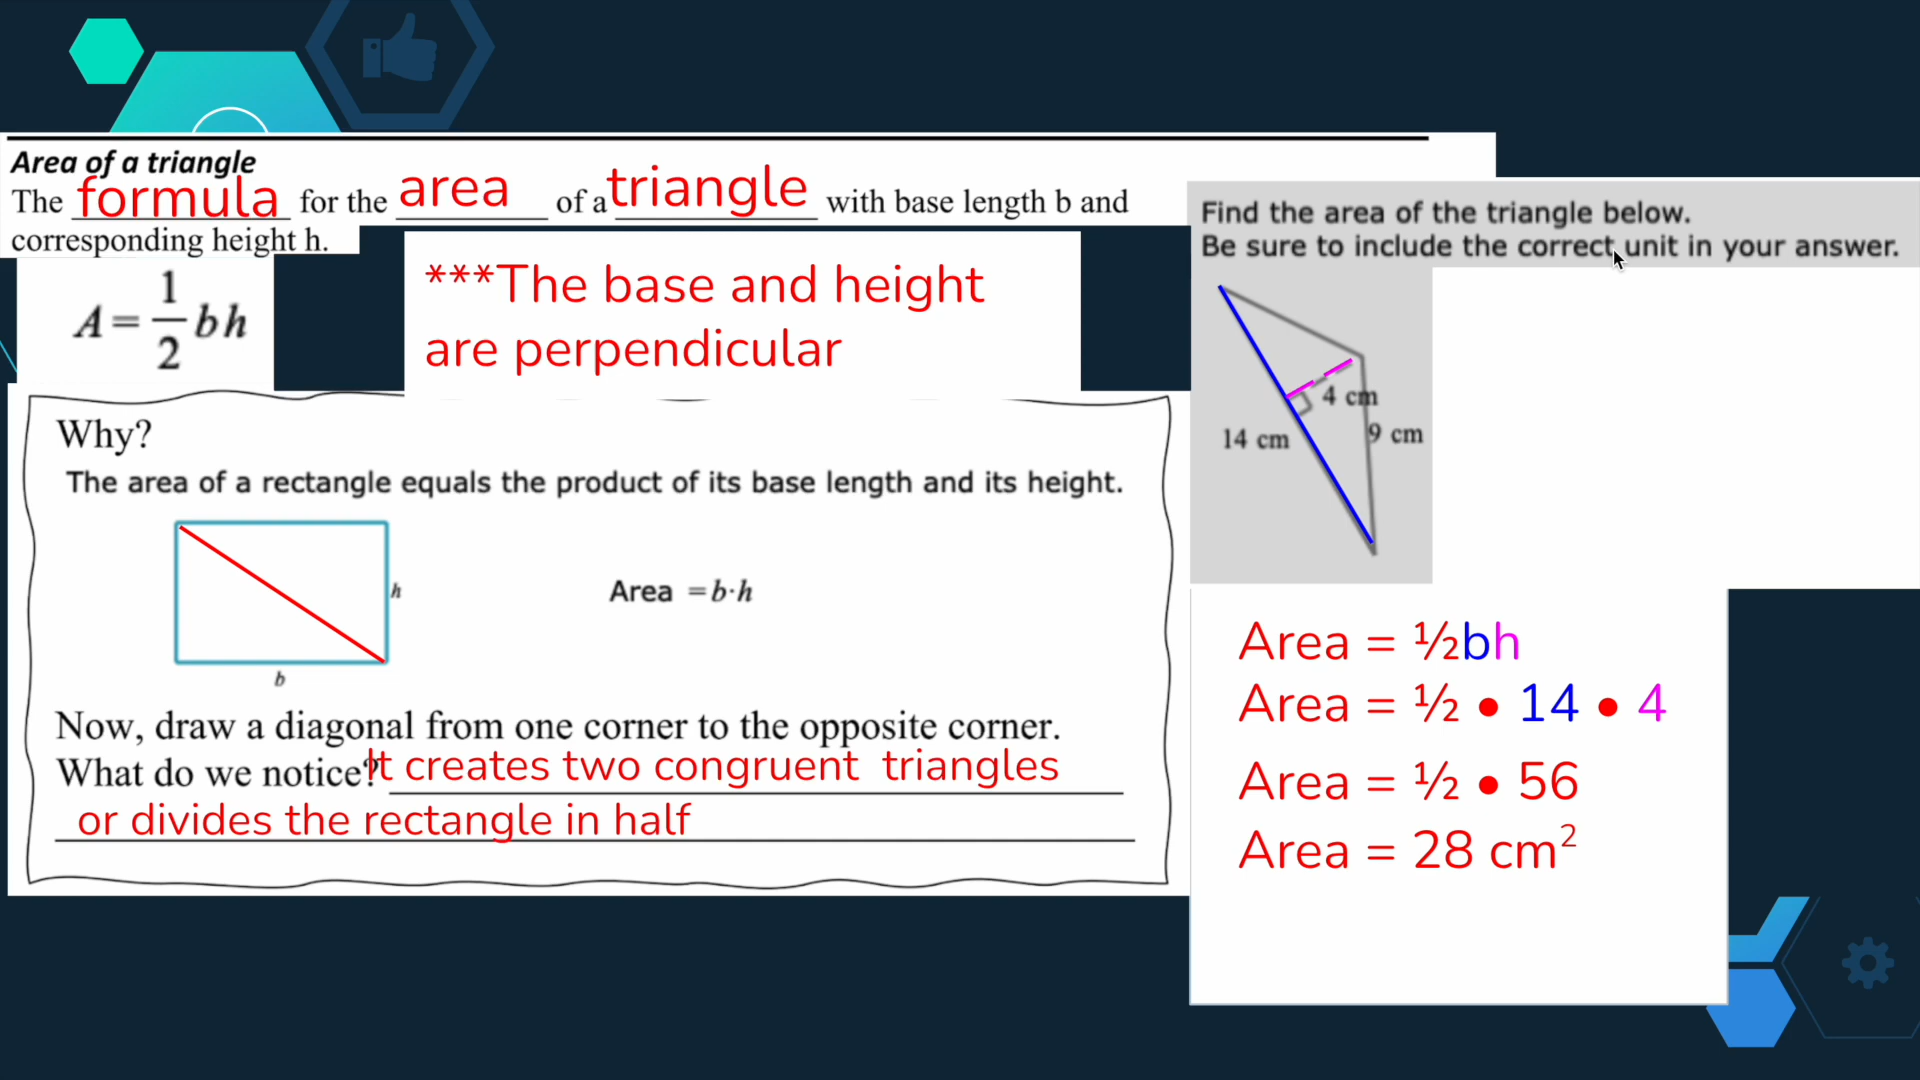 Area of a triangle
The formula for the area of a triangle with base length b and
corresponding height h.
A = 1/2 b h
***The base and height
are perpendicular
Why?
The area of a rectangle equals the product of its base length and its height.
h
b
Area = b·h
Now, draw a diagonal from one corner to the opposite corner.
What do we notice? It creates two congruent triangles
or divides the rectangle in half
Find the area of the triangle below.
Be sure to include the correct unit in your answer.
4 cm
14 cm
9 cm
Area = ½bh
Area = ½ • 14 • 4
Area = ½ • 56
Area = 28 cm²